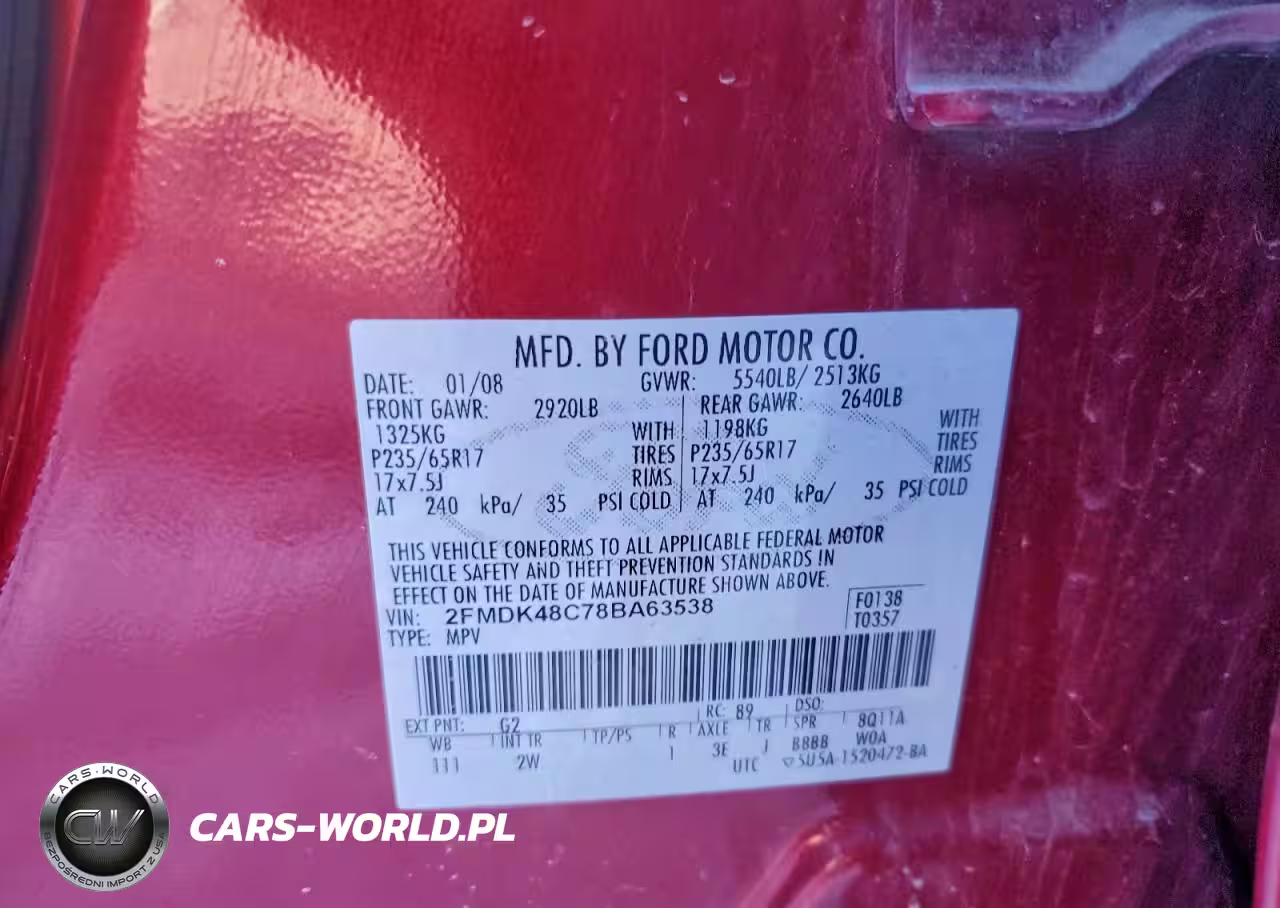 MFD. BY FORD MOTOR CO.
DATE: 01/08 GVWR: 5540LB/ 2513KG
FRONT GAWR: 2920LB REAR GAWR: 2640LB
1325KG WITH 1198KG WITH
P235/65R17 TIRES P235/65R17 TIRES
17x7.5J RIMS 17x7.5J RIMS
AT 240 kPa/ 35 PSI COLD AT 240 kPa/ 35 PSI COLD
THIS VEHICLE CONFORMS TO ALL APPLICABLE FEDERAL MOTOR
VEHICLE SAFETY AND THEFT PREVENTION STANDARDS IN
EFFECT ON THE DATE OF MANUFACTURE SHOWN ABOVE.
VIN: 2FMDK48C78BA63538 F0138
TYPE: MPV T0357
EXT PNT: G2 RC: 89 DSO:
WB INT TR TP/PS R AXLE TR SPR 8Q11A
111 2W 1 3E J BBBB W0A
UTC 5U5A-1520472-BA
CARS-WORLD
CW
BEZPOŚREDNI IMPORT Z USA
CARS-WORLD.PL